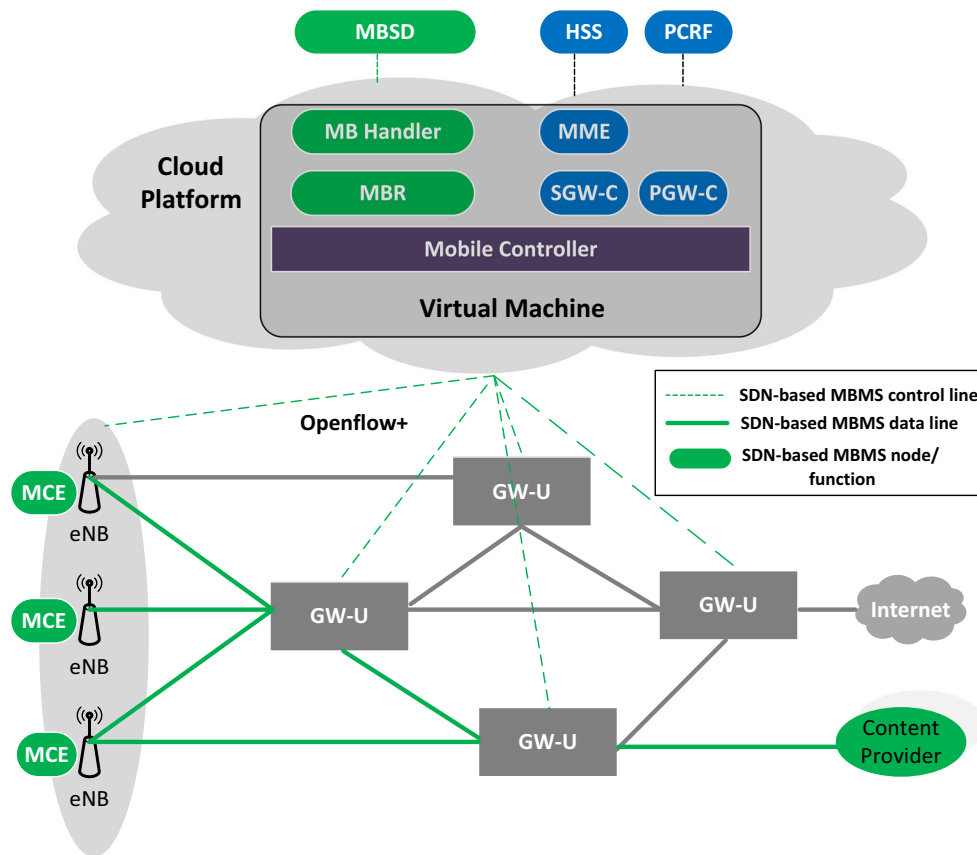 MBSD
HSS
PCRF
MB Handler
MME
Cloud
Platform
MBR
SGW-C
PGW-C
Mobile Controller
Virtual Machine
Openflow+
SDN-based MBMS control line
SDN-based MBMS data line
SDN-based MBMS node/
function
MCE
eNB
GW-U
MCE
eNB
GW-U
GW-U
Internet
MCE
eNB
GW-U
Content
Provider